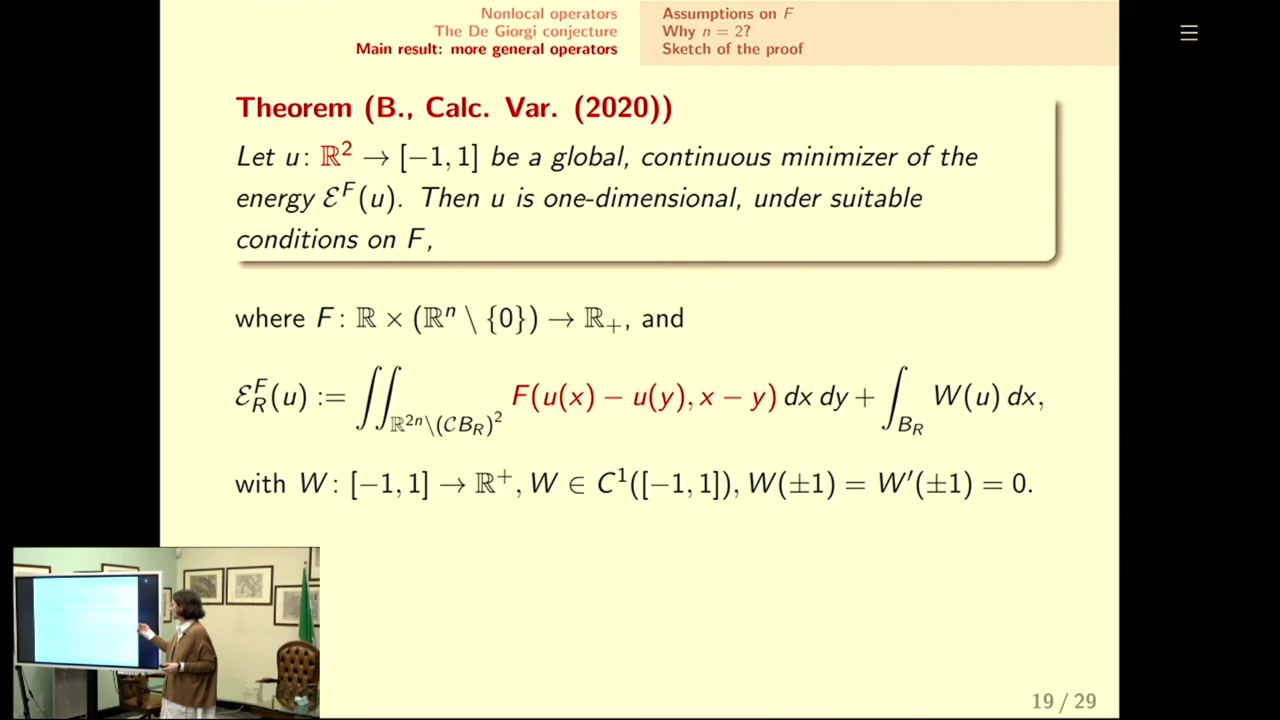 Nonlocal operators
The De Giorgi conjecture
Main result: more general operators
Assumptions on F
Why n = 2?
Sketch of the proof
Theorem (B., Calc. Var. (2020))
Let u: ℝ² → [−1, 1] be a global, continuous minimizer of the
energy ℰ^F(u). Then u is one-dimensional, under suitable
conditions on F,
where F: ℝ × (ℝⁿ \ {0}) → ℝ₊, and
ℰ_R^F(u) := ∬_{ℝ²ⁿ\(𝒞B_R)²} F(u(x) − u(y), x − y) dx dy + ∫_{B_R} W(u) dx,
with W: [−1, 1] → ℝ⁺, W ∈ C¹([−1, 1]), W(±1) = W′(±1) = 0.
19 / 29